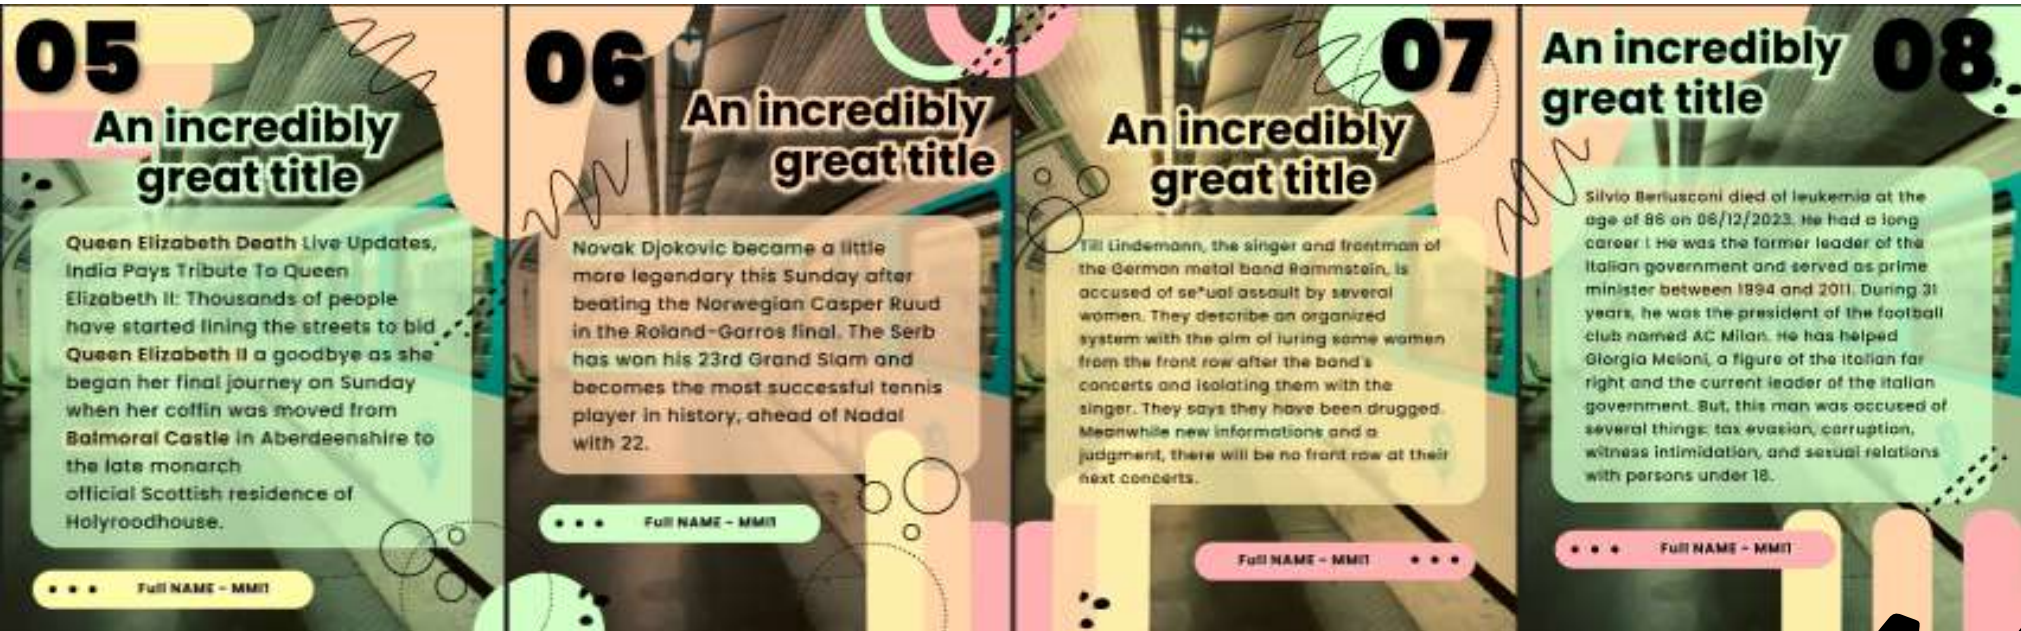 05
An incredibly
great title
Queen Elizabeth Death Live Updates,
India Pays Tribute To Queen
Elizabeth II: Thousands of people
have started lining the streets to bid
Queen Elizabeth II a goodbye as she
began her final journey on Sunday
when her coffin was moved from
Balmoral Castle in Aberdeenshire to
the late monarch
official Scottish residence of
Holyroodhouse.
Full NAME - MMI1
06
An incredibly
great title
Novak Djokovic became a little
more legendary this Sunday after
beating the Norwegian Casper Ruud
in the Roland-Garros final. The Serb
has won his 23rd Grand Slam and
becomes the most successful tennis
player in history, ahead of Nadal
with 22.
Full NAME - MMI1
07
An incredibly
great title
Till Lindemann, the singer and frontman of
the German metal band Rammstein, is
accused of se*ual assault by several
women. They describe an organized
system with the aim of luring some women
from the front row after the band's
concerts and isolating them with the
singer. They says they have been drugged.
Meanwhile new informations and a
judgment, there will be no front row at their
next concerts.
Full NAME - MMI1
08
An incredibly
great title
Silvio Berlusconi died of leukemia at the
age of 86 on 06/12/2023. He had a long
career ! He was the former leader of the
Italian government and served as prime
minister between 1994 and 2011. During 31
years, he was the president of the football
club named AC Milan. He has helped
Giorgia Meloni, a figure of the Italian far
right and the current leader of the Italian
government. But, this man was accused of
several things: tax evasion, corruption,
witness intimidation, and sexual relations
with persons under 18.
Full NAME - MMI1